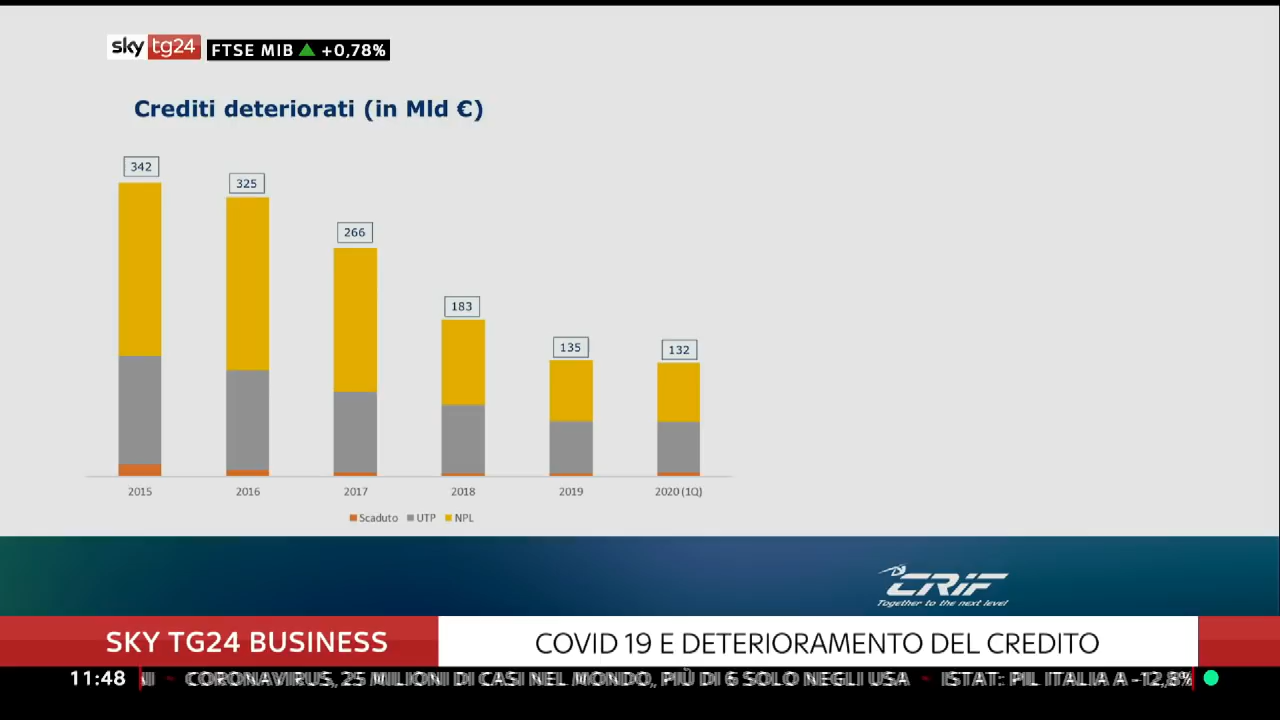 sky tg24 FTSE MIB ▲ +0,78%
Crediti deteriorati (in Mld €)
342
325
266
183
135
132
2015 2016 2017 2018 2019 2020 (1Q)
Scaduto UTP NPL
CRIF
Together to the next level
SKY TG24 BUSINESS
COVID 19 E DETERIORAMENTO DEL CREDITO
11:48 NI - CORONAVIRUS, 25 MILIONI DI CASI NEL MONDO, PIÙ DI 6 SOLO NEGLI USA - ISTAT: PIL ITALIA A -12,8%